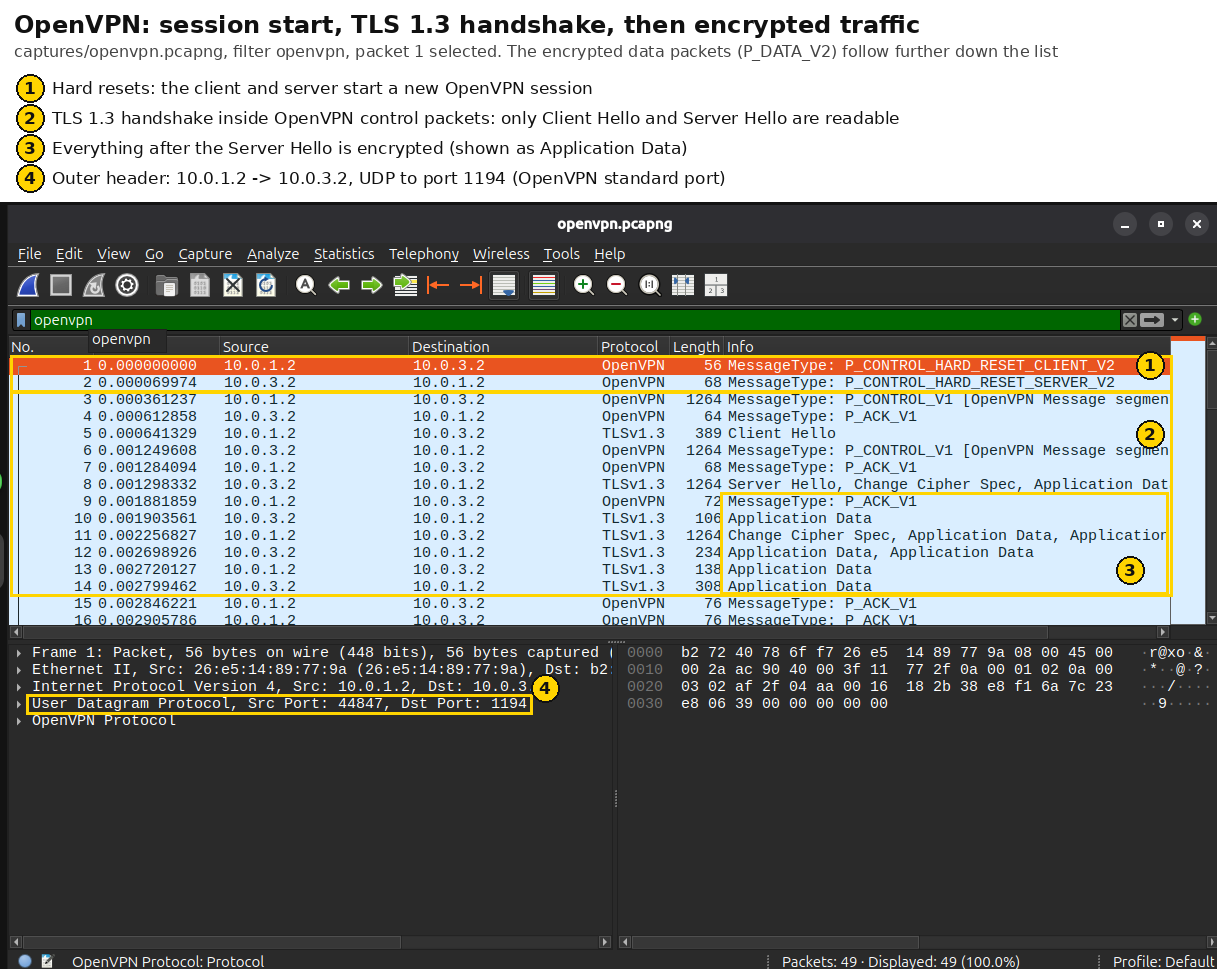 OpenVPN: session start, TLS 1.3 handshake, then encrypted traffic
captures/openvpn.pcapng, filter openvpn, packet 1 selected. The encrypted data packets (P_DATA_V2) follow further down the list
1 Hard resets: the client and server start a new OpenVPN session
2 TLS 1.3 handshake inside OpenVPN control packets: only Client Hello and Server Hello are readable
3 Everything after the Server Hello is encrypted (shown as Application Data)
4 Outer header: 10.0.1.2 -> 10.0.3.2, UDP to port 1194 (OpenVPN standard port)
openvpn.pcapng
File Edit View Go Capture Analyze Statistics Telephony Wireless Tools Help
openvpn
openvpn
No. Source Destination Protocol Length Info
1 0.000000000 10.0.1.2 10.0.3.2 OpenVPN 56 MessageType: P_CONTROL_HARD_RESET_CLIENT_V2 1
2 0.000069974 10.0.3.2 10.0.1.2 OpenVPN 68 MessageType: P_CONTROL_HARD_RESET_SERVER_V2
3 0.000361237 10.0.1.2 10.0.3.2 OpenVPN 1264 MessageType: P_CONTROL_V1 [OpenVPN Message segmen
4 0.000612858 10.0.3.2 10.0.1.2 OpenVPN 64 MessageType: P_ACK_V1
5 0.000641329 10.0.1.2 10.0.3.2 TLSv1.3 389 Client Hello 2
6 0.001249608 10.0.3.2 10.0.1.2 OpenVPN 1264 MessageType: P_CONTROL_V1 [OpenVPN Message segmen
7 0.001284094 10.0.1.2 10.0.3.2 OpenVPN 68 MessageType: P_ACK_V1
8 0.001298332 10.0.3.2 10.0.1.2 TLSv1.3 1264 Server Hello, Change Cipher Spec, Application Dat
9 0.001881859 10.0.1.2 10.0.3.2 OpenVPN 72 MessageType: P_ACK_V1
10 0.001903561 10.0.3.2 10.0.1.2 TLSv1.3 106 Application Data
11 0.002256827 10.0.1.2 10.0.3.2 TLSv1.3 1264 Change Cipher Spec, Application Data, Application
12 0.002698926 10.0.3.2 10.0.1.2 TLSv1.3 234 Application Data, Application Data
13 0.002720127 10.0.1.2 10.0.3.2 TLSv1.3 138 Application Data 3
14 0.002799462 10.0.3.2 10.0.1.2 TLSv1.3 308 Application Data
15 0.002846221 10.0.1.2 10.0.3.2 OpenVPN 76 MessageType: P_ACK_V1
16 0.002905786 10.0.1.2 10.0.3.2 OpenVPN 76 MessageType: P_ACK_V1
Frame 1: Packet, 56 bytes on wire (448 bits), 56 bytes captured (
Ethernet II, Src: 26:e5:14:89:77:9a (26:e5:14:89:77:9a), Dst: b2:
Internet Protocol Version 4, Src: 10.0.1.2, Dst: 10.0.3 4
User Datagram Protocol, Src Port: 44847, Dst Port: 1194
OpenVPN Protocol
0000 b2 72 40 78 6f f7 26 e5 14 89 77 9a 08 00 45 00 ·r@xo·&·
0010 00 2a ac 90 40 00 3f 11 77 2f 0a 00 01 02 0a 00 ·*··@·?·
0020 03 02 af 2f 04 aa 00 16 18 2b 38 e8 f1 6a 7c 23 ···/····
0030 e8 06 39 00 00 00 00 00 ··9·····
OpenVPN Protocol: Protocol
Packets: 49 · Displayed: 49 (100.0%)
Profile: Default